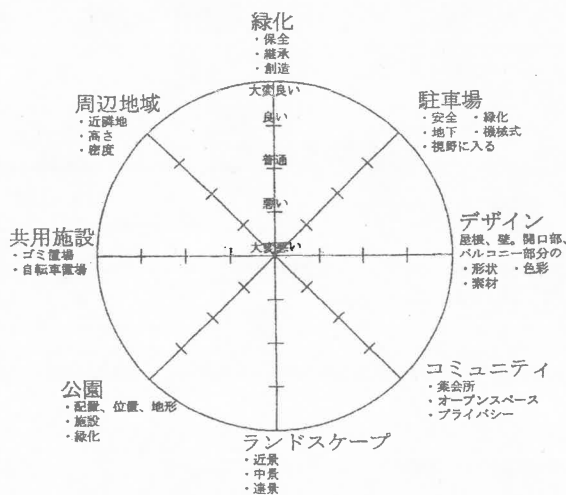 緑化
・保全
・継承
・創造
大変良い
良い
普通
悪い
大変悪い
駐車場
・安全 ・緑化
・地下 ・機械式
・視野に入る
デザイン
屋根、壁。開口部、
バルコニー部分の
・形状 ・色彩
・素材
コミュニティ
・集会所
・オープンスペース
・プライバシー
ランドスケープ
・近景
・中景
・遠景
公園
・配置、位置、地形
・施設
・緑化
共用施設
・ゴミ置場
・自転車置場
周辺地域
・近隣地
・高さ
・密度